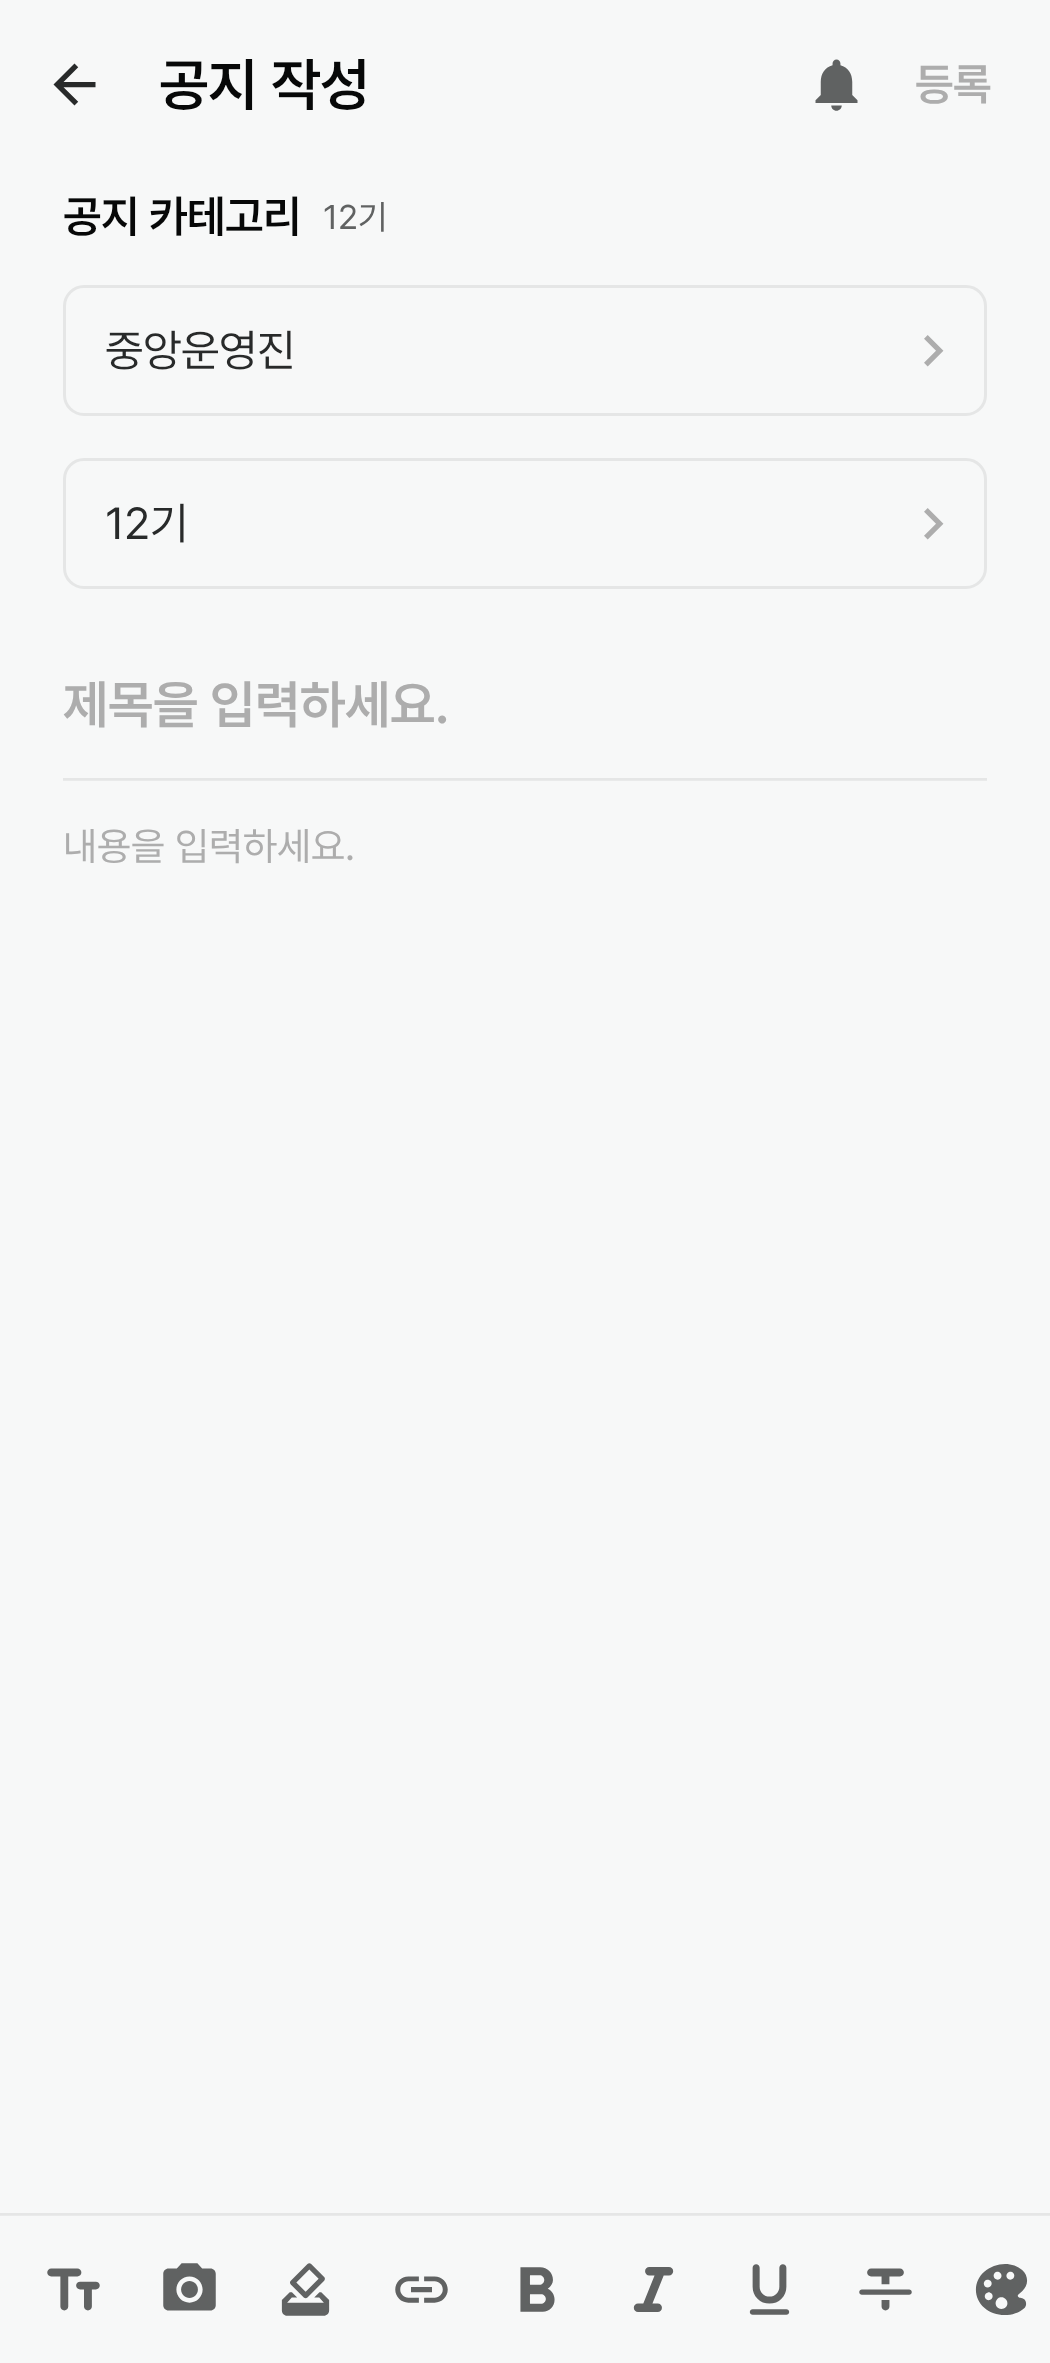 공지 작성
등록
공지 카테고리 12기
중앙운영진
12기
제목을 입력하세요.
내용을 입력하세요.